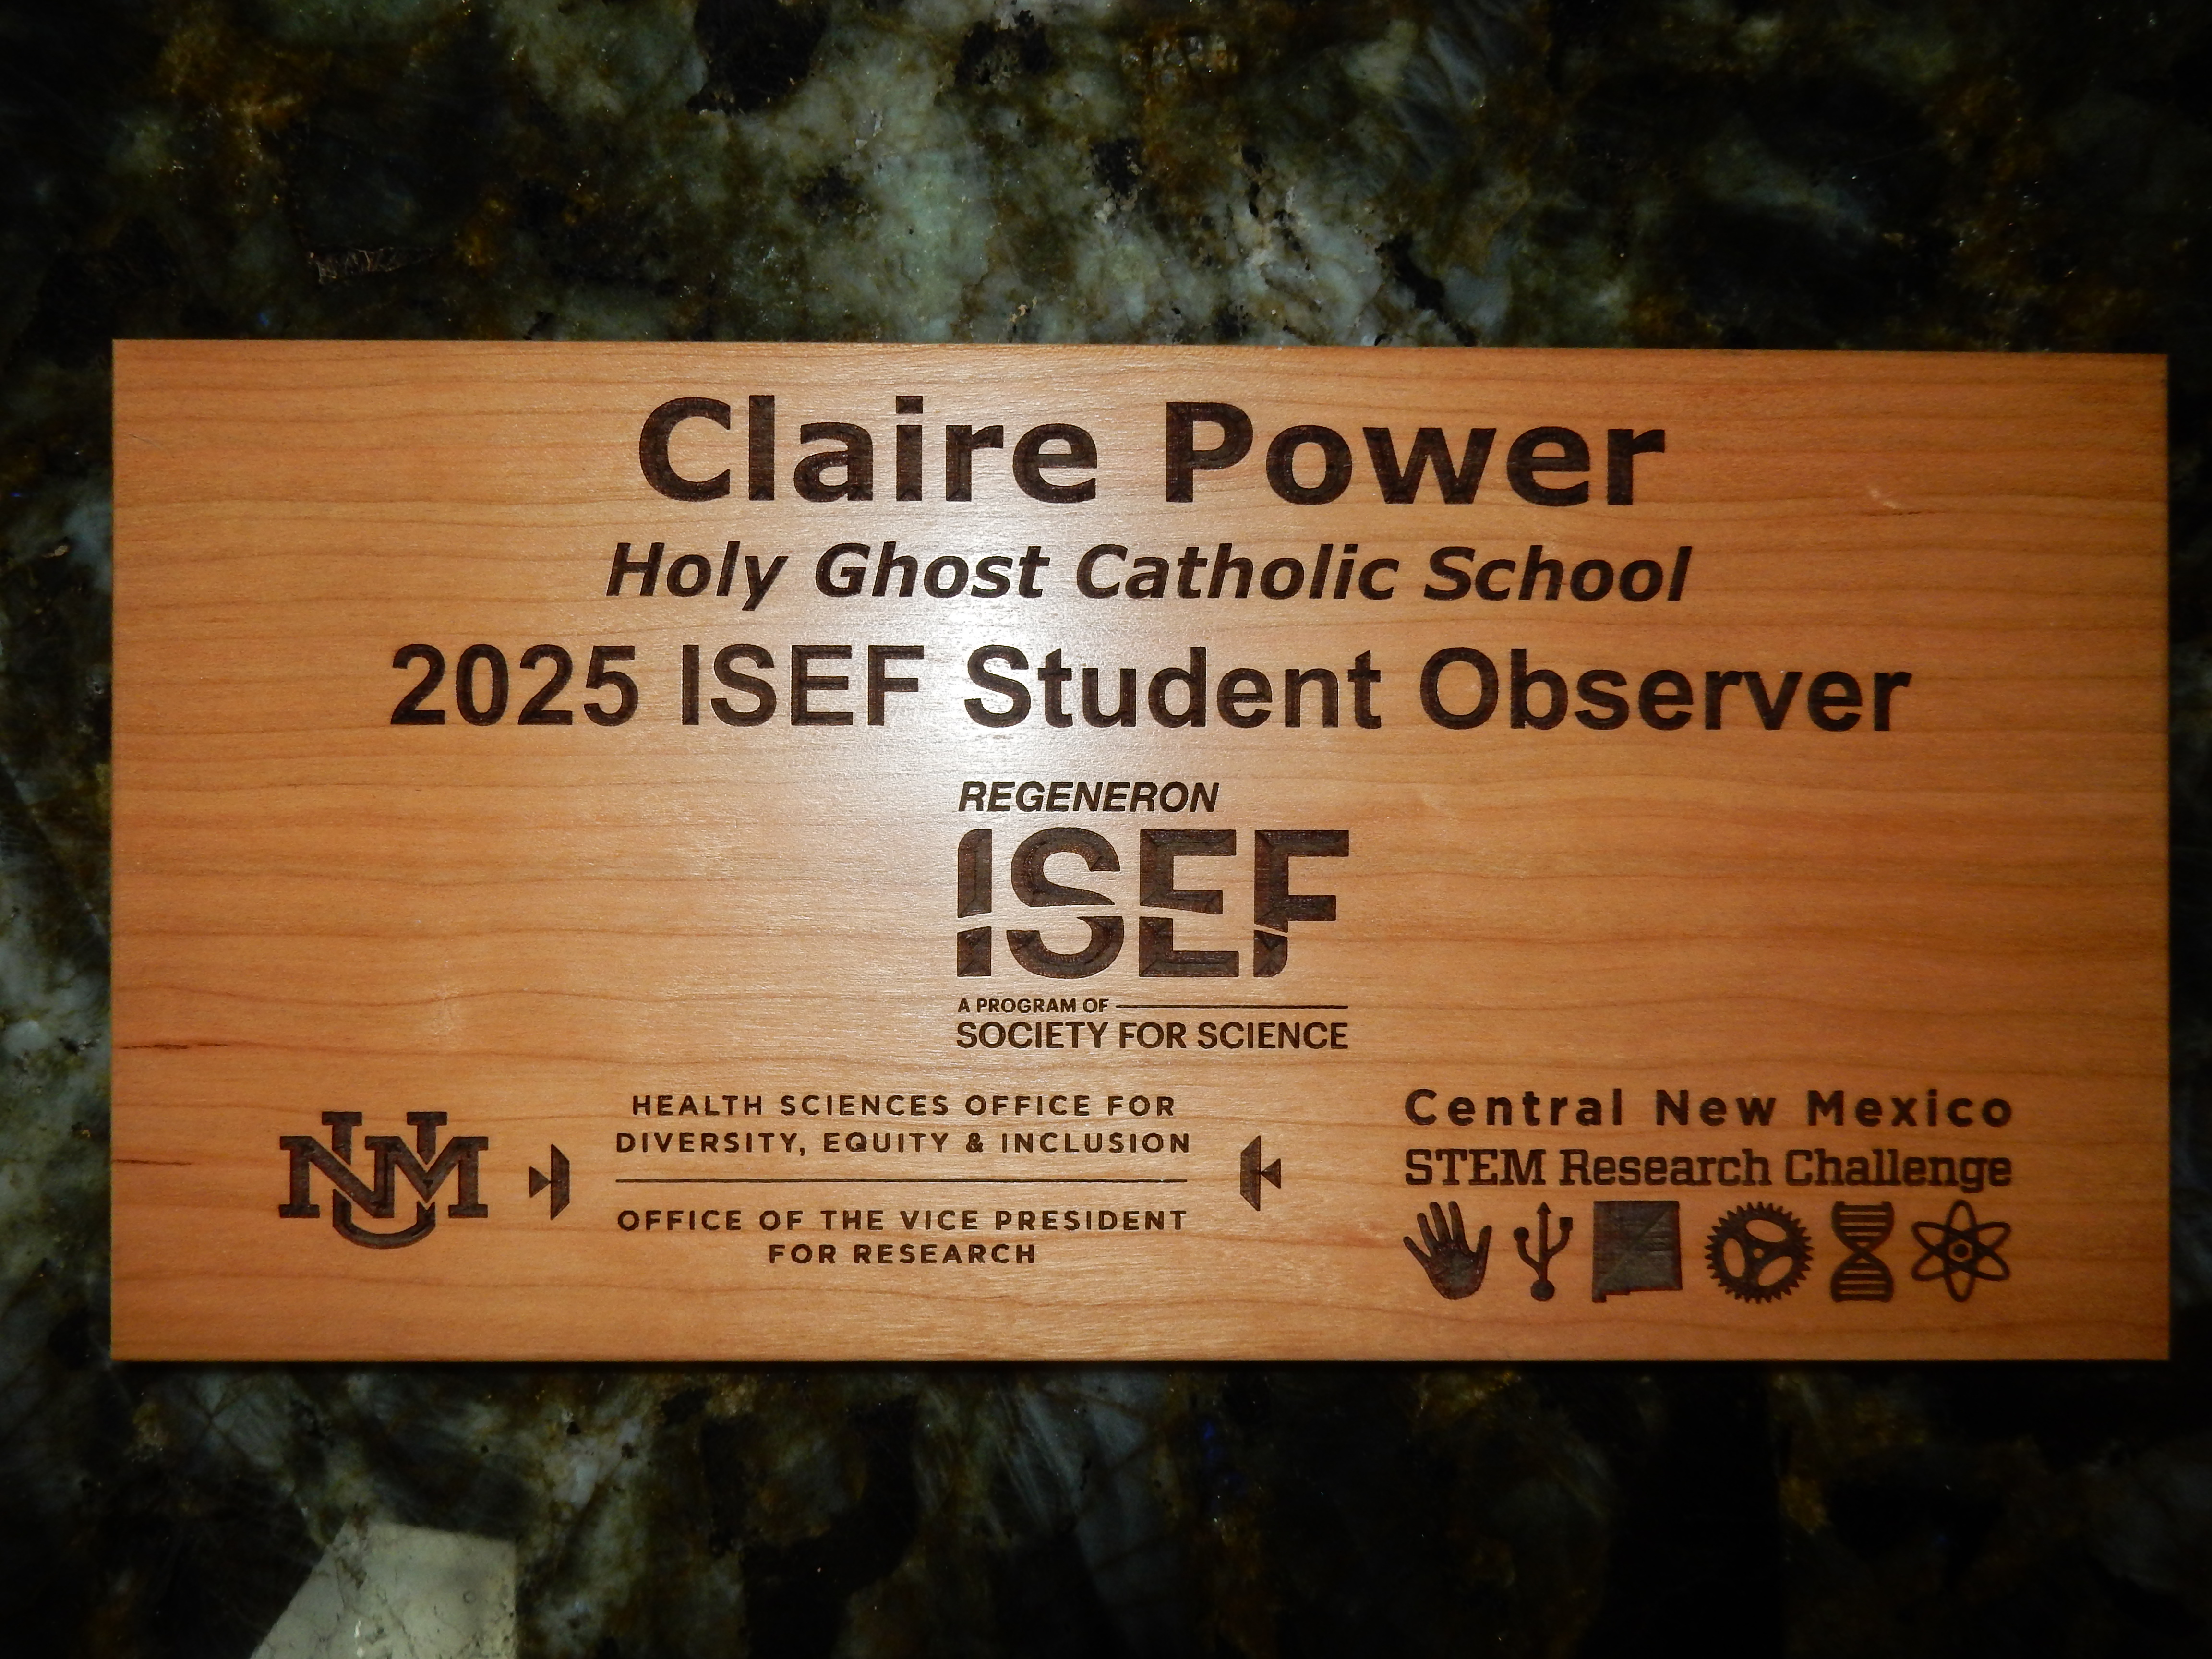 Claire Power
Holy Ghost Catholic School
2025 ISEF Student Observer
REGENERON
ISEF
A PROGRAM OF
SOCIETY FOR SCIENCE
UNM
HEALTH SCIENCES OFFICE FOR
DIVERSITY, EQUITY & INCLUSION
OFFICE OF THE VICE PRESIDENT
FOR RESEARCH
Central New Mexico
STEM Research Challenge